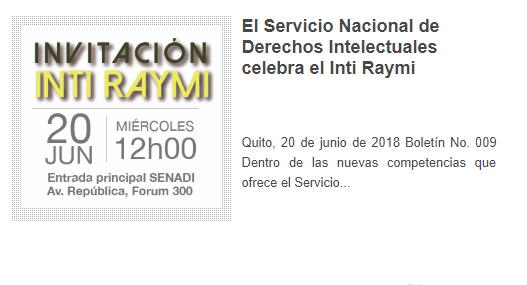 INVITACIÓN
INTI RAYMI
20
JUN
MIÉRCOLES
12h00
Entrada principal SENADI
Av. República, Forum 300
El Servicio Nacional de
Derechos Intelectuales
celebra el Inti Raymi
Quito, 20 de junio de 2018 Boletín No. 009
Dentro de las nuevas competencias que
ofrece el Servicio...